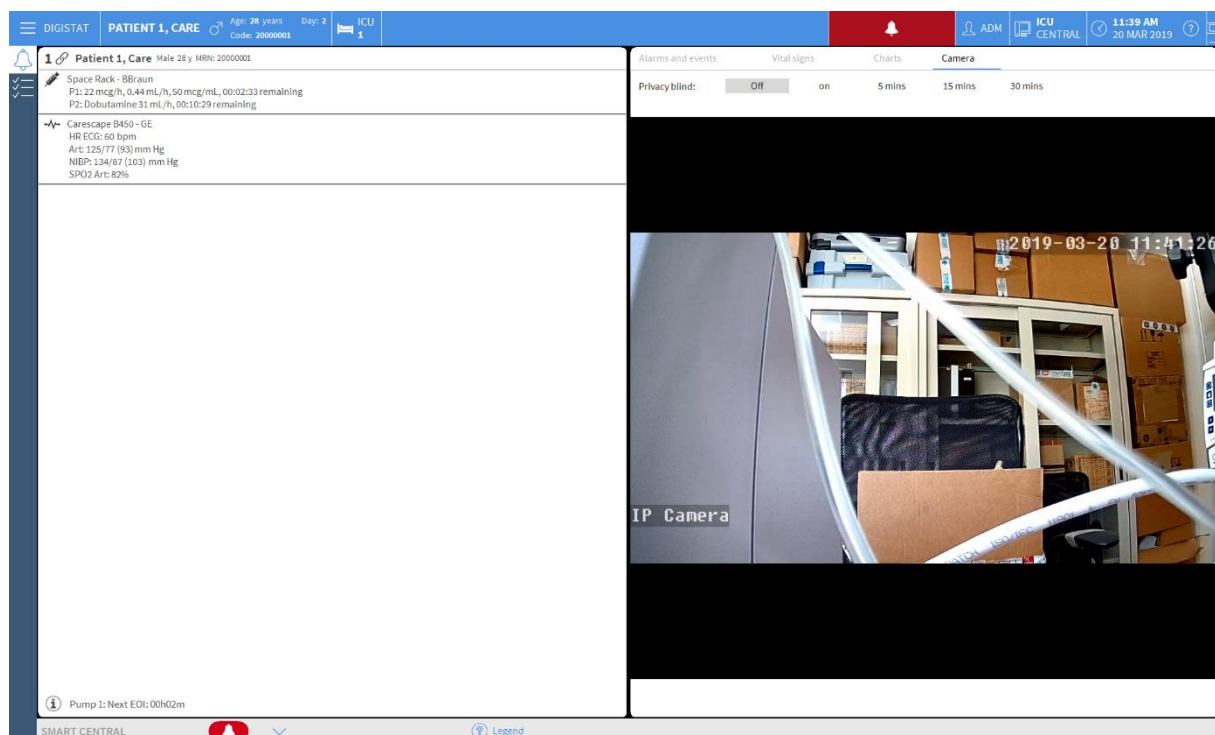 DIGISTAT
PATIENT 1, CARE
Age: 28 years Day: 2
Code: 20000001
ICU
1
ADM
ICU
CENTRAL
11:39 AM
20 MAR 2019
?
1 Patient 1, Care Male 28 y MRN: 20000001
Space Rack - BBraun
P1: 22 mcg/h, 0.44 mL/h, 50 mcg/mL, 00:02:33 remaining
P2: Dobutamine 31 mL/h, 00:10:29 remaining
Carescape B450 - GE
HR ECG: 60 bpm
Art: 125/77 (93) mm Hg
NIBP: 134/87 (103) mm Hg
SPO2 Art: 82%
Pump 1: Next EOI: 00h02m
Alarms and events Vital signs Charts Camera
Privacy blind: Off on 5 mins 15 mins 30 mins
2019-03-20 11:41:26
IP Camera
PATCH ISO/IEC
SMART CENTRAL
Legend